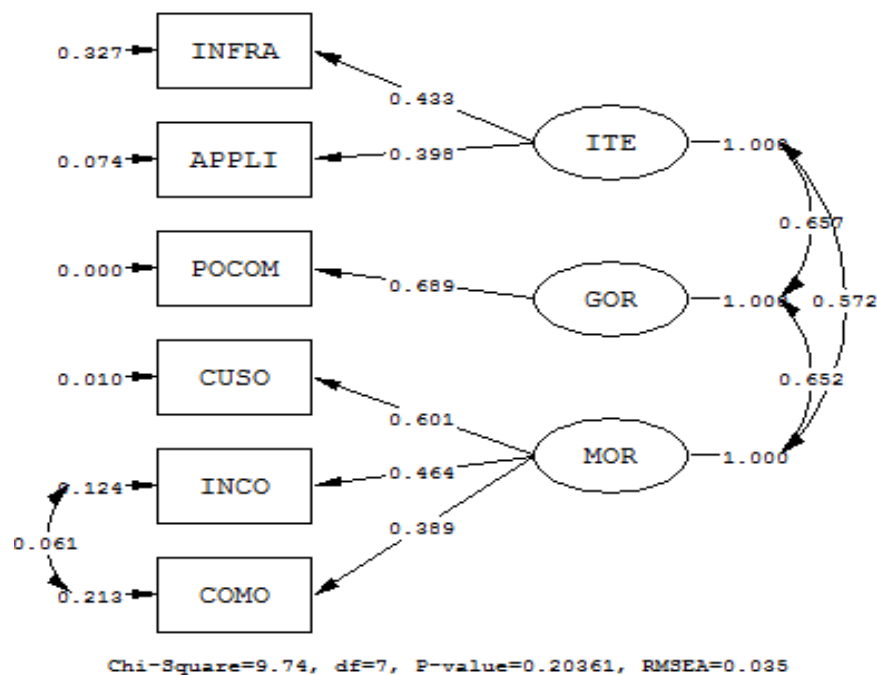 0.327 INFRA
0.433
0.074 APPLI 0.398 ITE 1.000
0.657
0.000 POCOM 0.689 GOR 1.000 0.572
0.010 CUSO 0.652
0.601
0.124 INCO 0.464 MOR 1.000
0.061 0.389
0.213 COMO
Chi-Square=9.74, df=7, P-value=0.20361, RMSEA=0.035